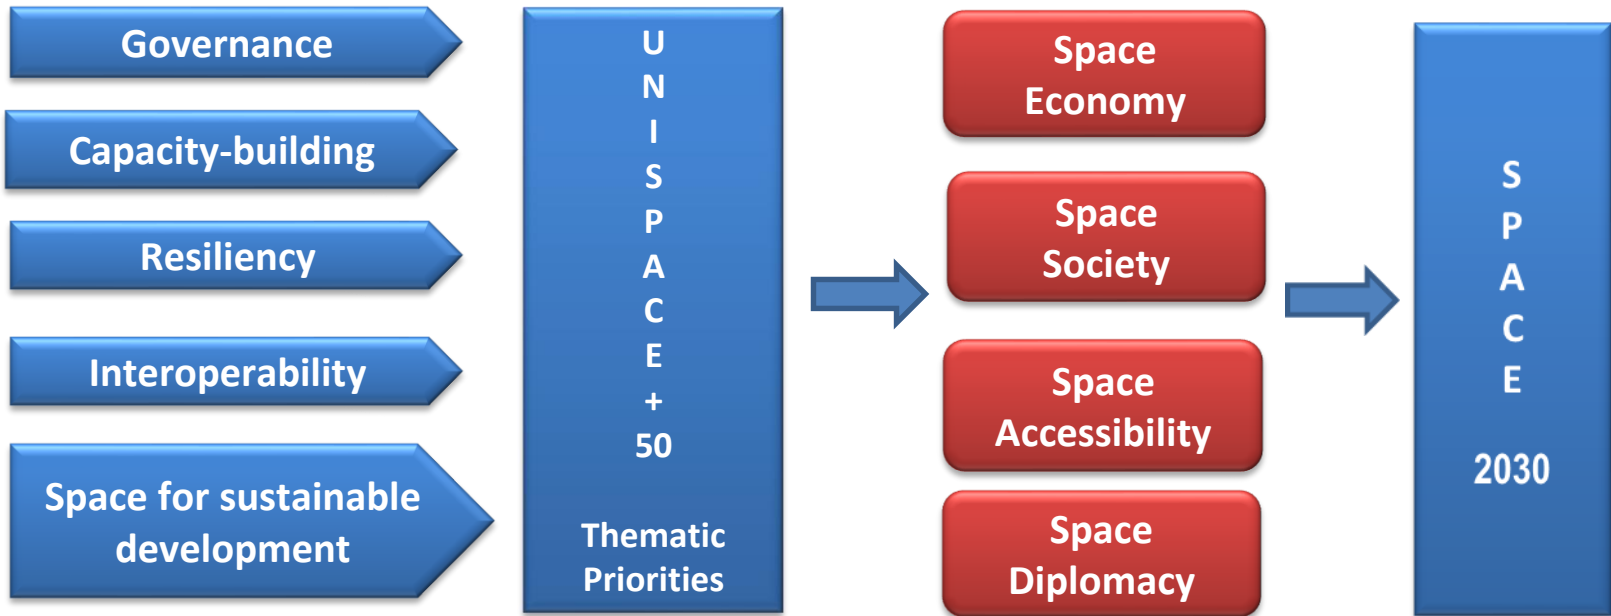 Governance
Capacity-building
Resiliency
Interoperability
Space for sustainable
development
U
N
I
S
P
A
C
E
+
50
Thematic
Priorities
Space
Economy
Space
Society
Space
Accessibility
Space
Diplomacy
S
P
A
C
E
2030